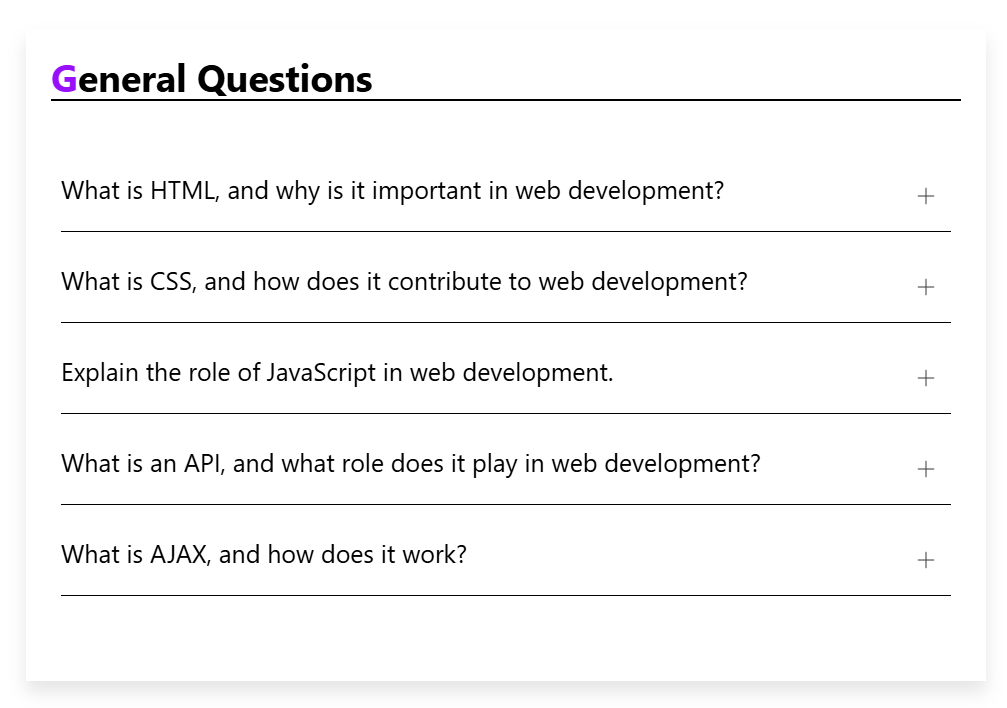 General Questions
What is HTML, and why is it important in web development?
What is CSS, and how does it contribute to web development?
Explain the role of JavaScript in web development.
What is an API, and what role does it play in web development?
What is AJAX, and how does it work?